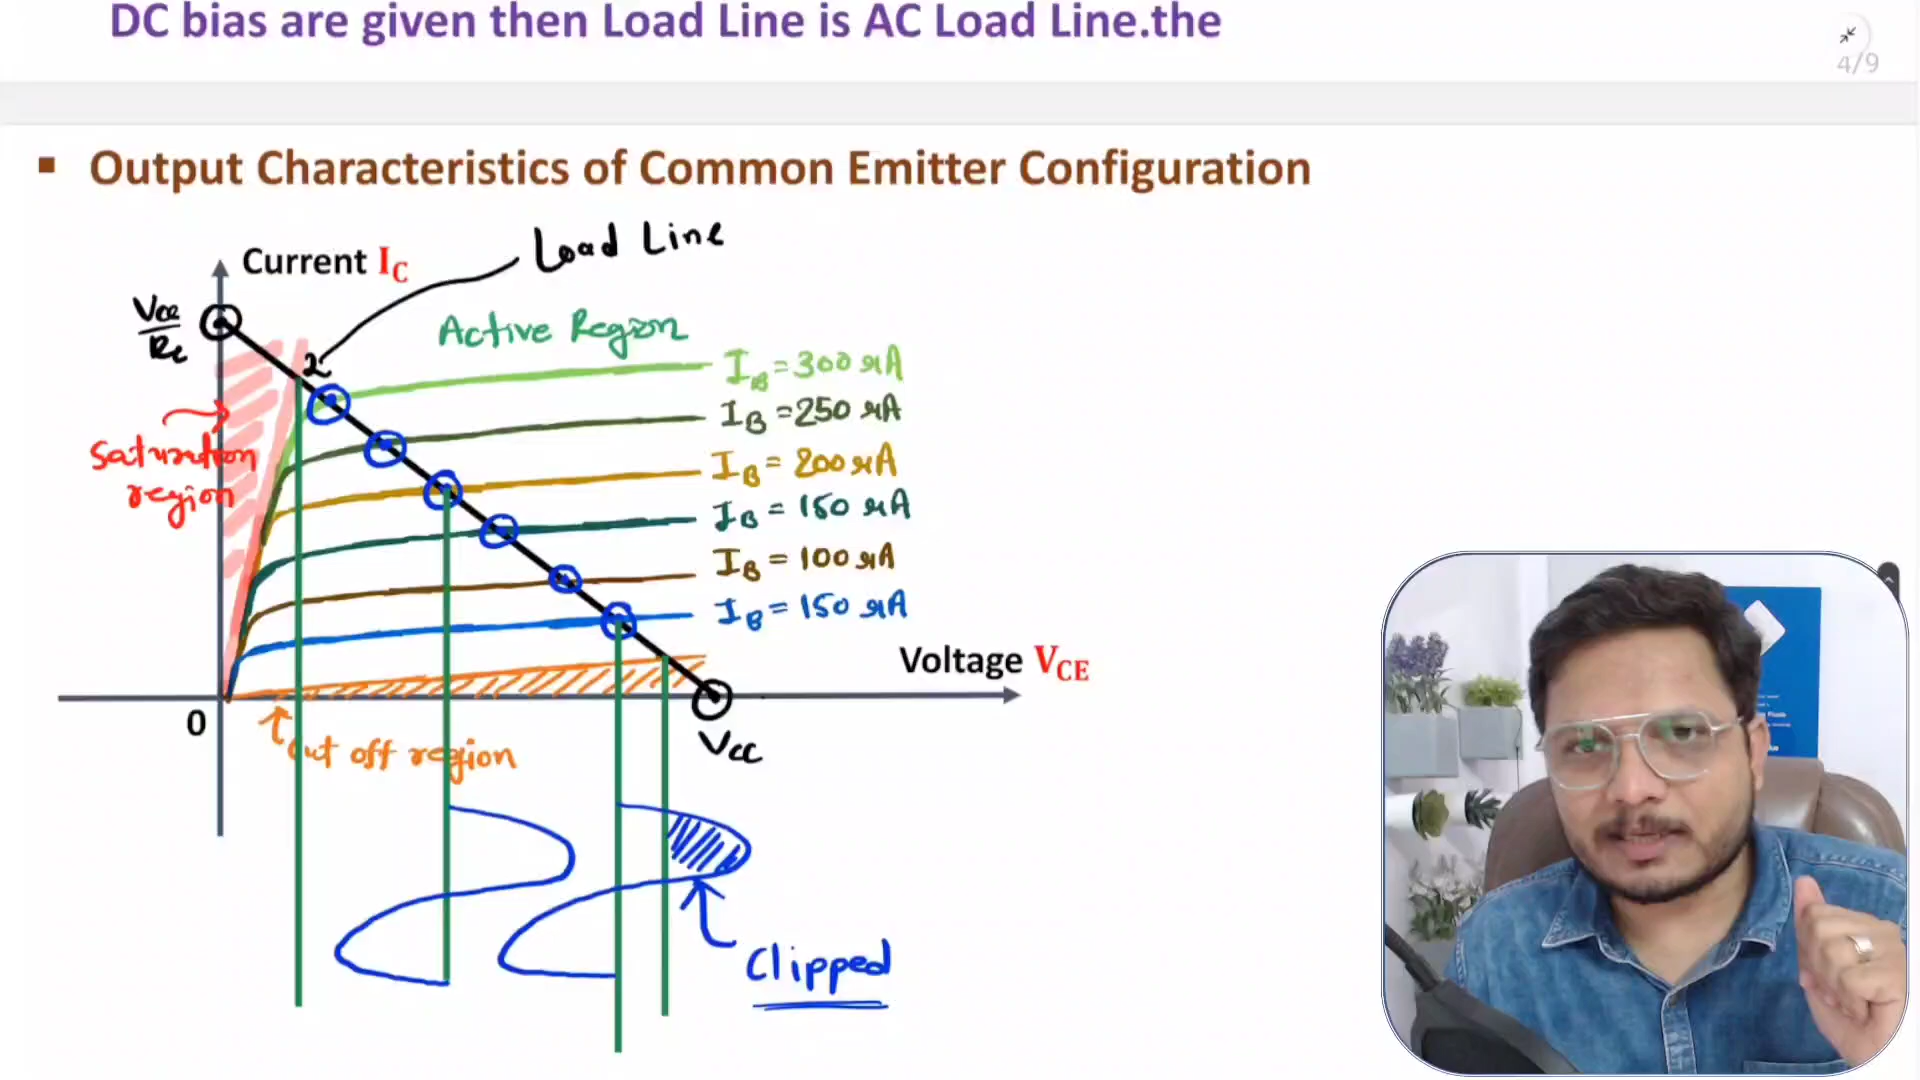 DC bias are given then Load Line is AC Load Line.the
4/9
▪ Output Characteristics of Common Emitter Configuration
Load Line
Current IC
VCC
RC
2
Active Region
IB = 300 μA
IB = 250 μA
IB = 200 μA
IB = 150 μA
IB = 100 μA
IB = 150 μA
Saturation
region
Voltage VCE
0
Cut off region
VCC
Clipped